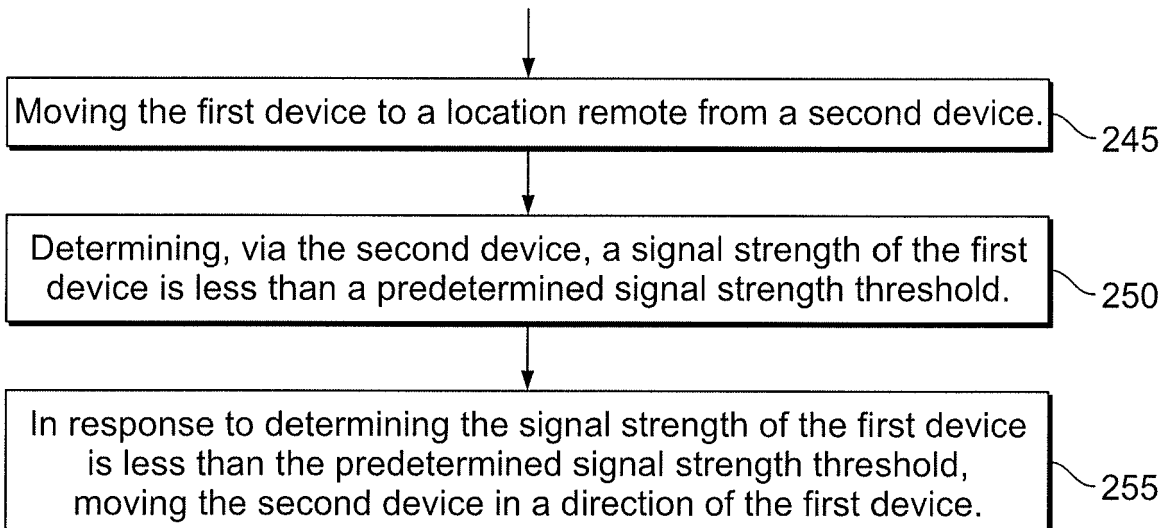 Moving the first device to a location remote from a second device.
245
Determining, via the second device, a signal strength of the first
device is less than a predetermined signal strength threshold.
250
In response to determining the signal strength of the first device
is less than the predetermined signal strength threshold,
moving the second device in a direction of the first device.
255